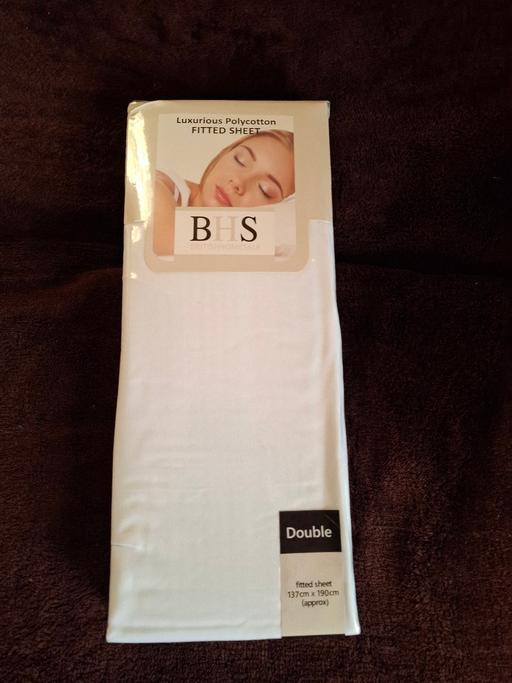 Luxurious Polycotton
FITTED SHEET
BHS
Double
fitted sheet
137cm x 190cm
(approx)